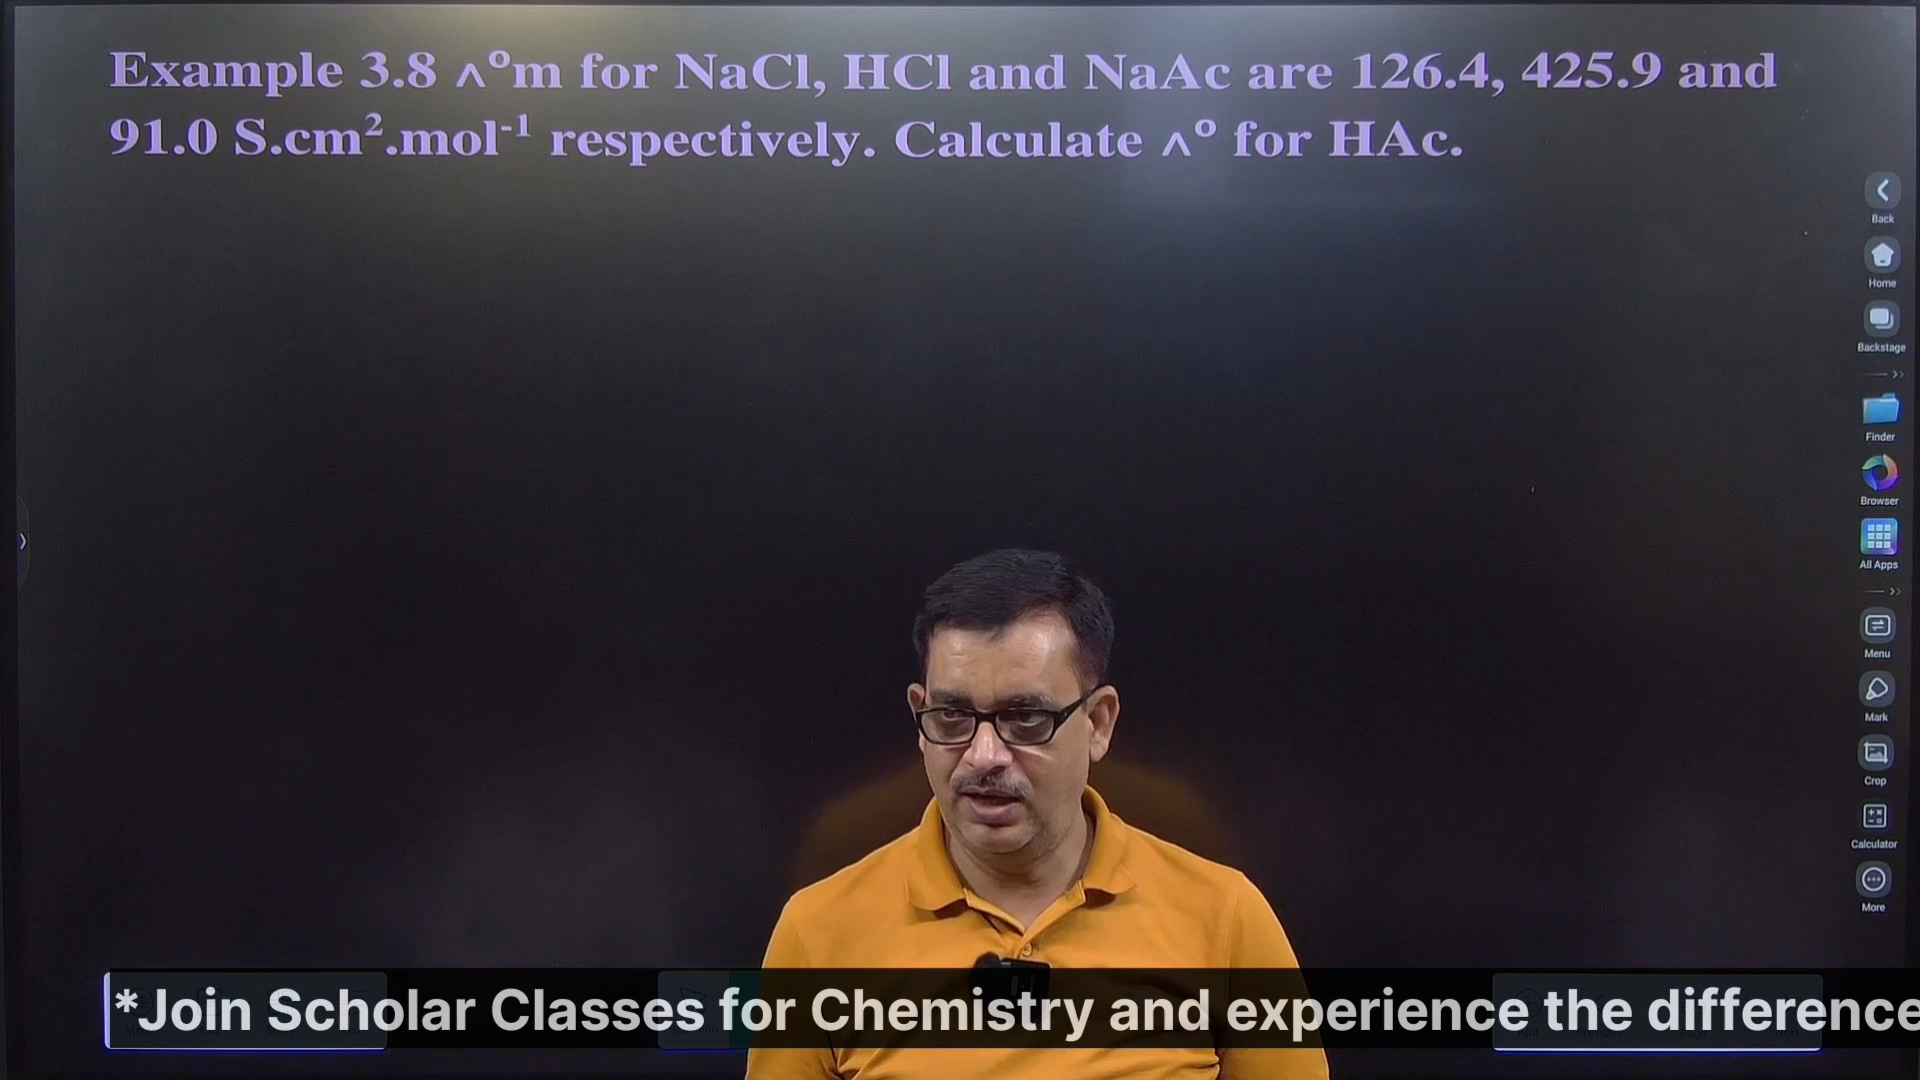 Example 3.8 ʌ⁰m for NaCl, HCl and NaAc are 126.4, 425.9 and
91.0 S.cm².mol⁻¹ respectively. Calculate ʌ⁰ for HAc.
Back
Home
Backstage
Finder
Browser
All Apps
Menu
Mark
Crop
Calculator
More
*Join Scholar Classes for Chemistry and experience the difference